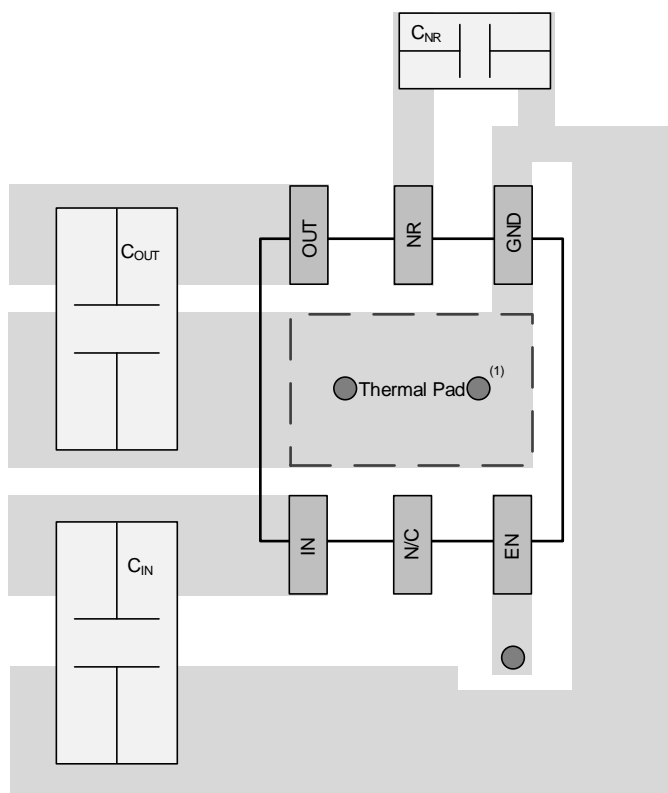 CNR
OUT
NR
GND
COUT
Thermal Pad
(1)
IN
N/C
EN
CIN